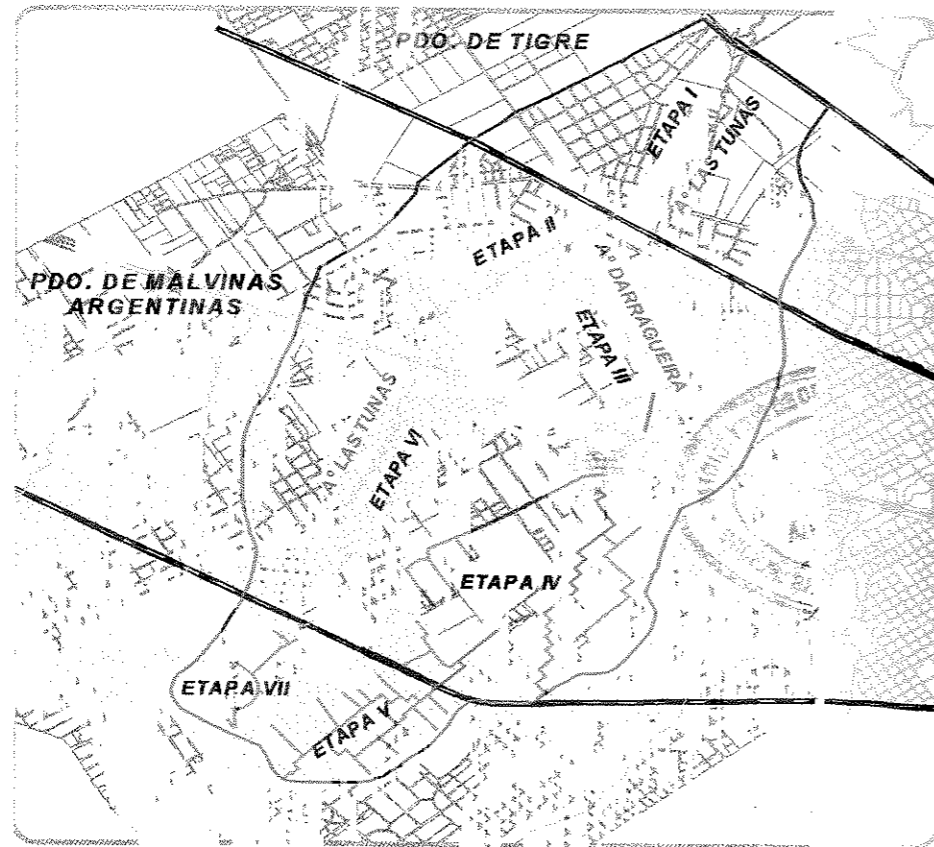 PDO. DE TIGRE
ETAPA I
Aº LAS TUNAS
ETAPA II
Aº DARRAGUEIRA
PDO. DE MALVINAS
ARGENTINAS
ETAPA III
Aº LAS TUNAS
ETAPA VI
ETAPA IV
ETAPA VII
ETAPA V